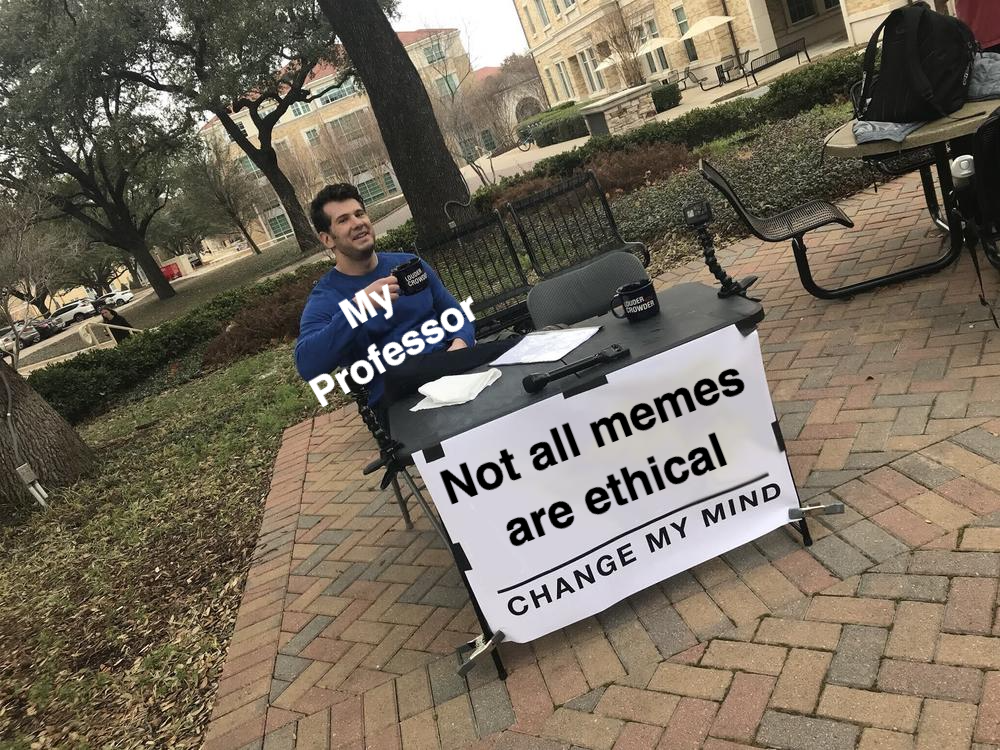 My
Professor
LOUDER
CROWDER
LOUDER
CROWDER
Not all memes
are ethical
CHANGE MY MIND